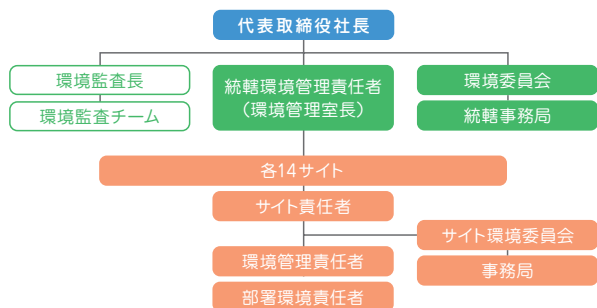 代表取締役社長
環境監査長
環境監査チーム
統轄環境管理責任者
（環境管理室長）
環境委員会
統轄事務局
各14サイト
サイト責任者
サイト環境委員会
事務局
環境管理責任者
部署環境責任者